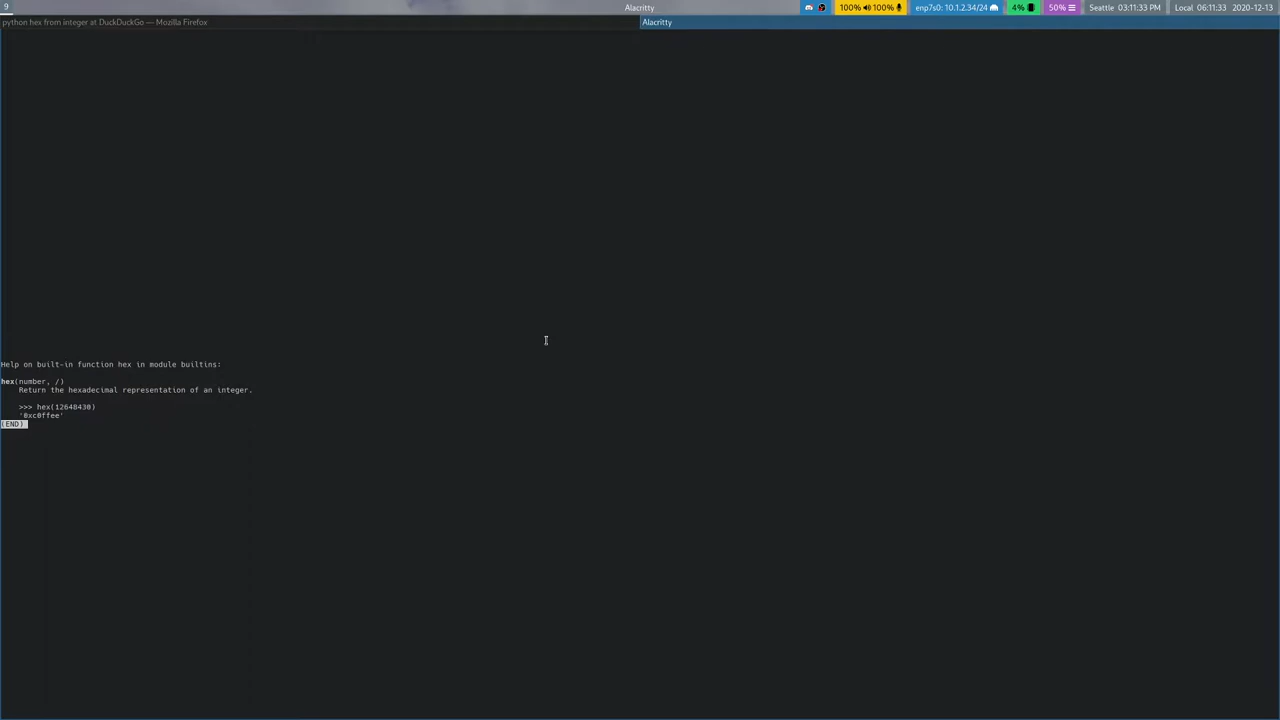 9
Alacritty
100% 100%
enp7s0: 10.1.2.34/24
4%
50%
Seattle 03:11:33 PM
Local 06:11:33 2020-12-13
python hex from integer at DuckDuckGo — Mozilla Firefox
Alacritty
Help on built-in function hex in module builtins:
hex(number, /)
Return the hexadecimal representation of an integer.
>>> hex(12648430)
'0xc0ffee'
(END)